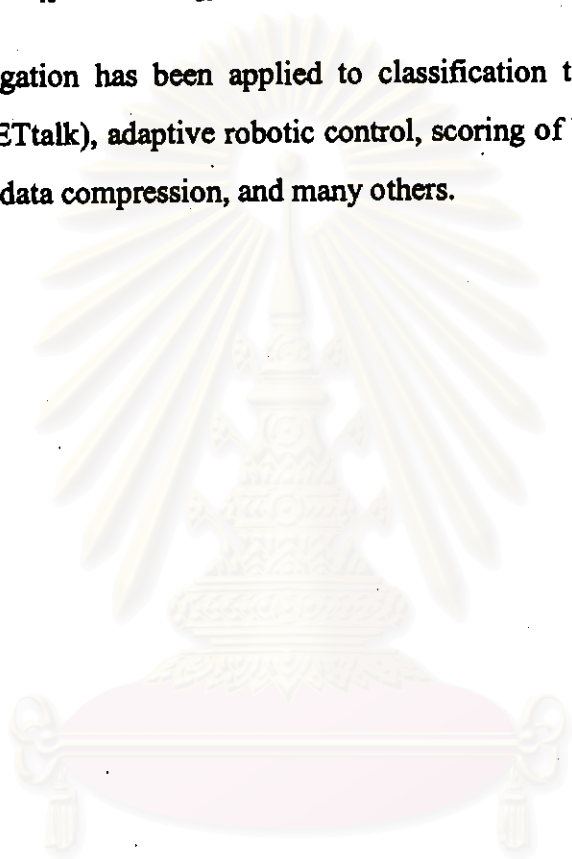 gation has been applied to classification t
ETtalk), adaptive robotic control, scoring of
data compression, and many others.